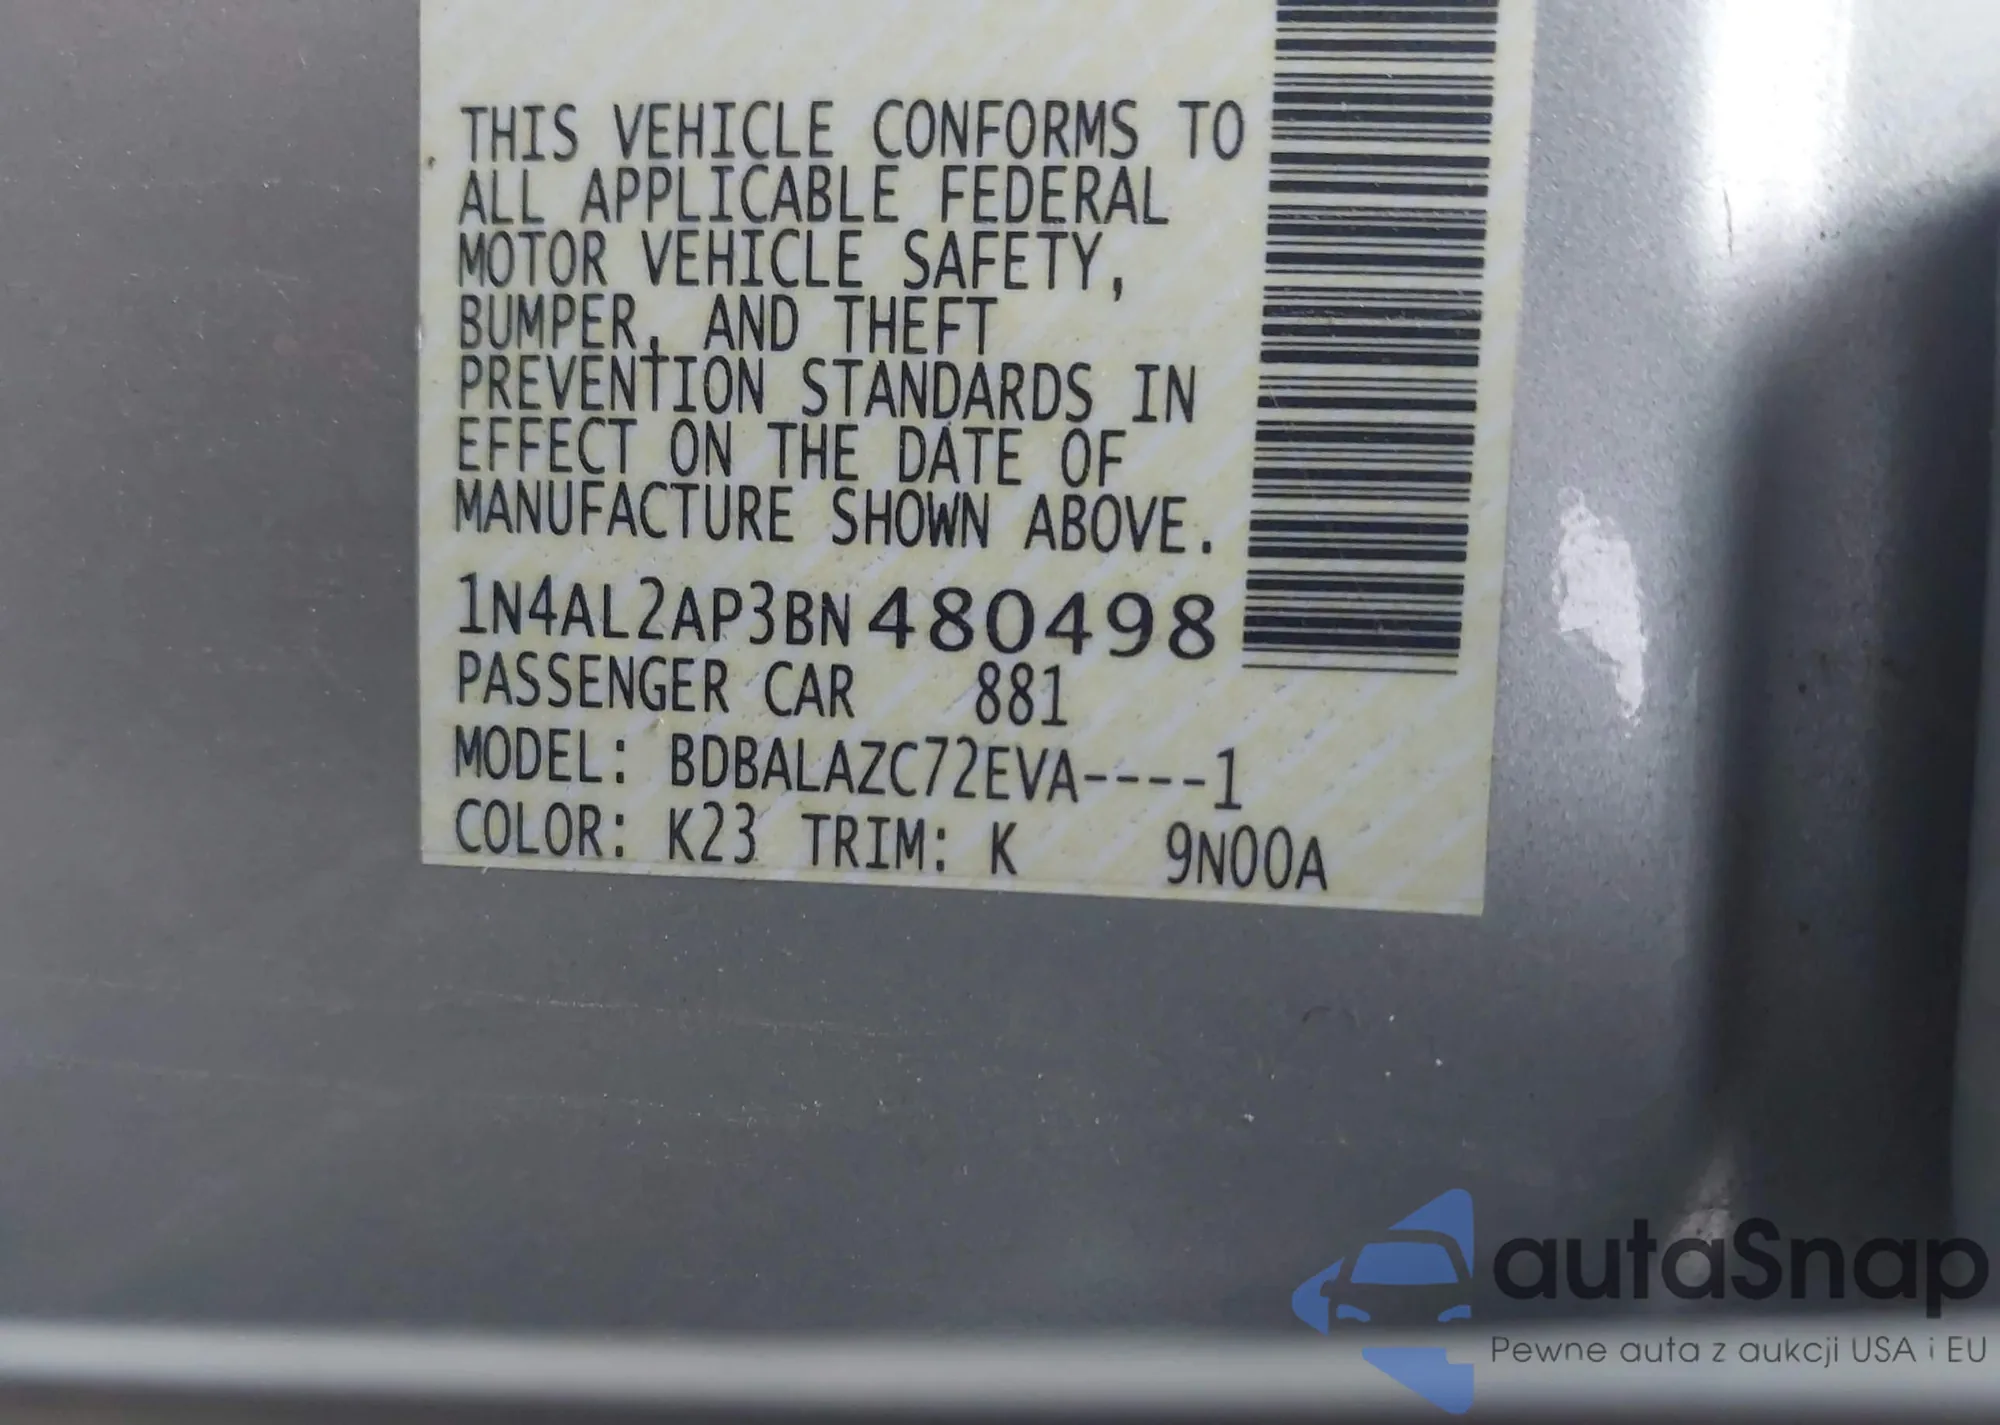 THIS VEHICLE CONFORMS TO
ALL APPLICABLE FEDERAL
MOTOR VEHICLE SAFETY,
BUMPER, AND THEFT
PREVENTION STANDARDS IN
EFFECT ON THE DATE OF
MANUFACTURE SHOWN ABOVE.
1N4AL2AP3BN480498
PASSENGER CAR 881
MODEL: BDBALAZC72EVA----1
COLOR: K23 TRIM: K 9N00A
autaSnap
Pewne auta z aukcji USA i EU